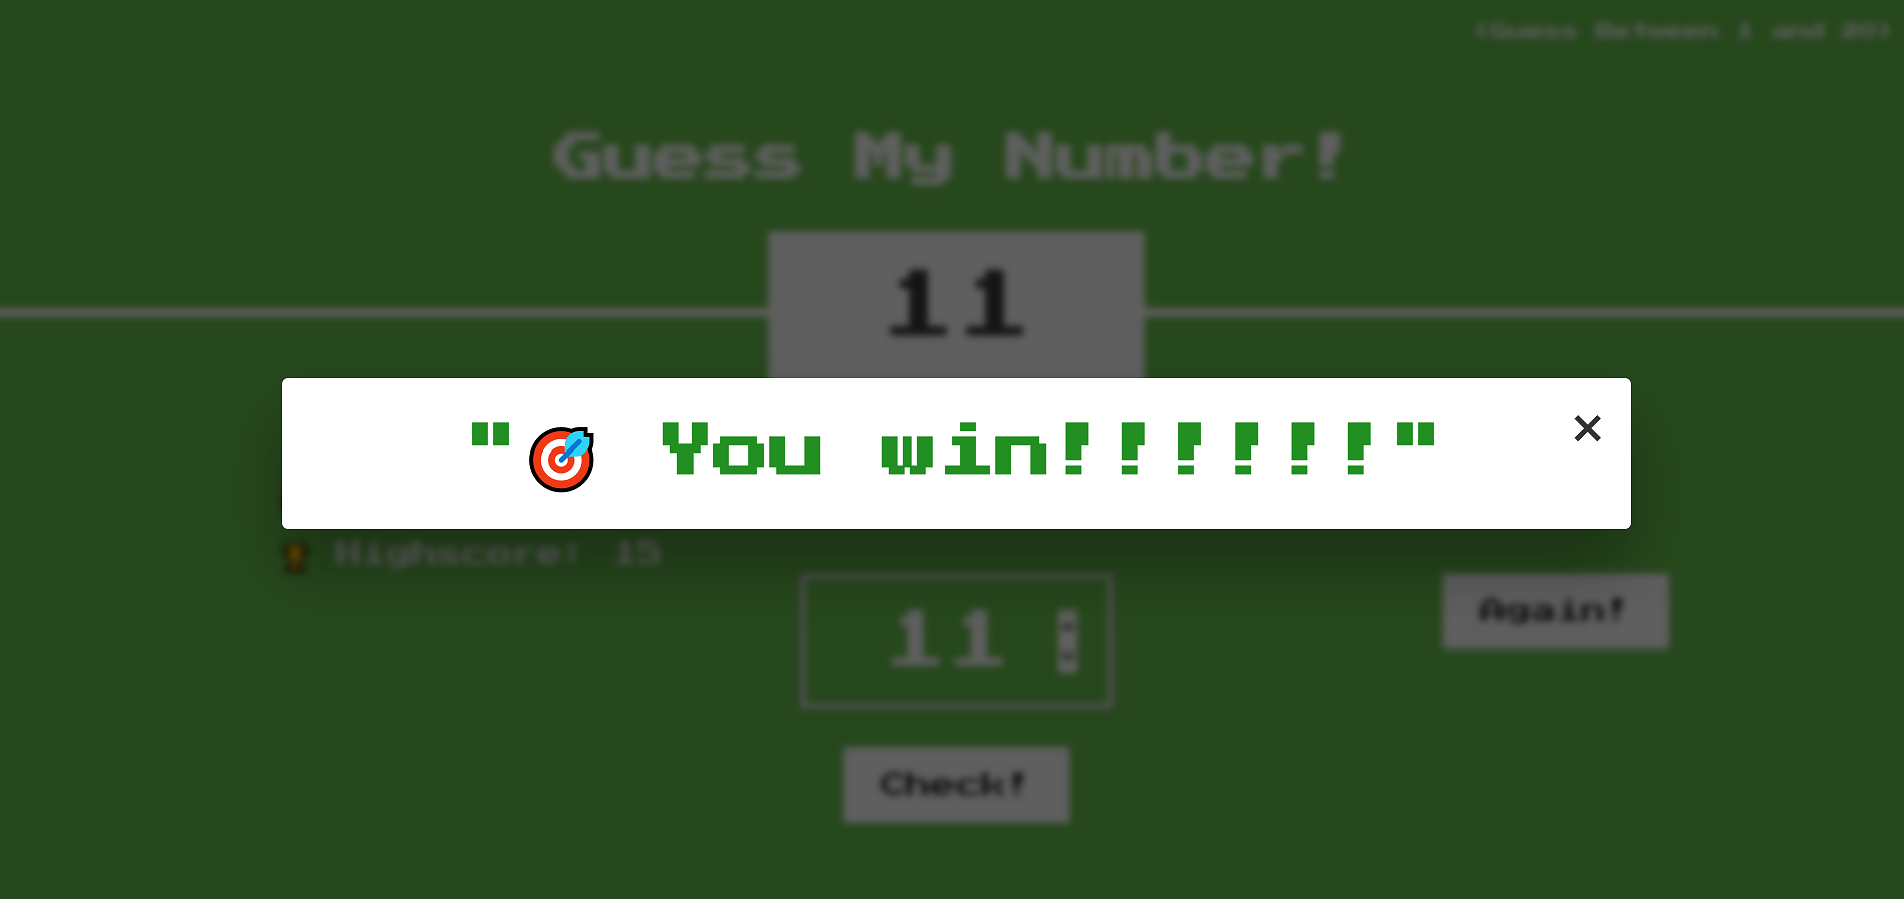 (Guess Between 1 and 20)
Guess My Number!
11
"🎯 You win!!!!!!"
×
🏆 Highscore: 15
11
Again!
Check!